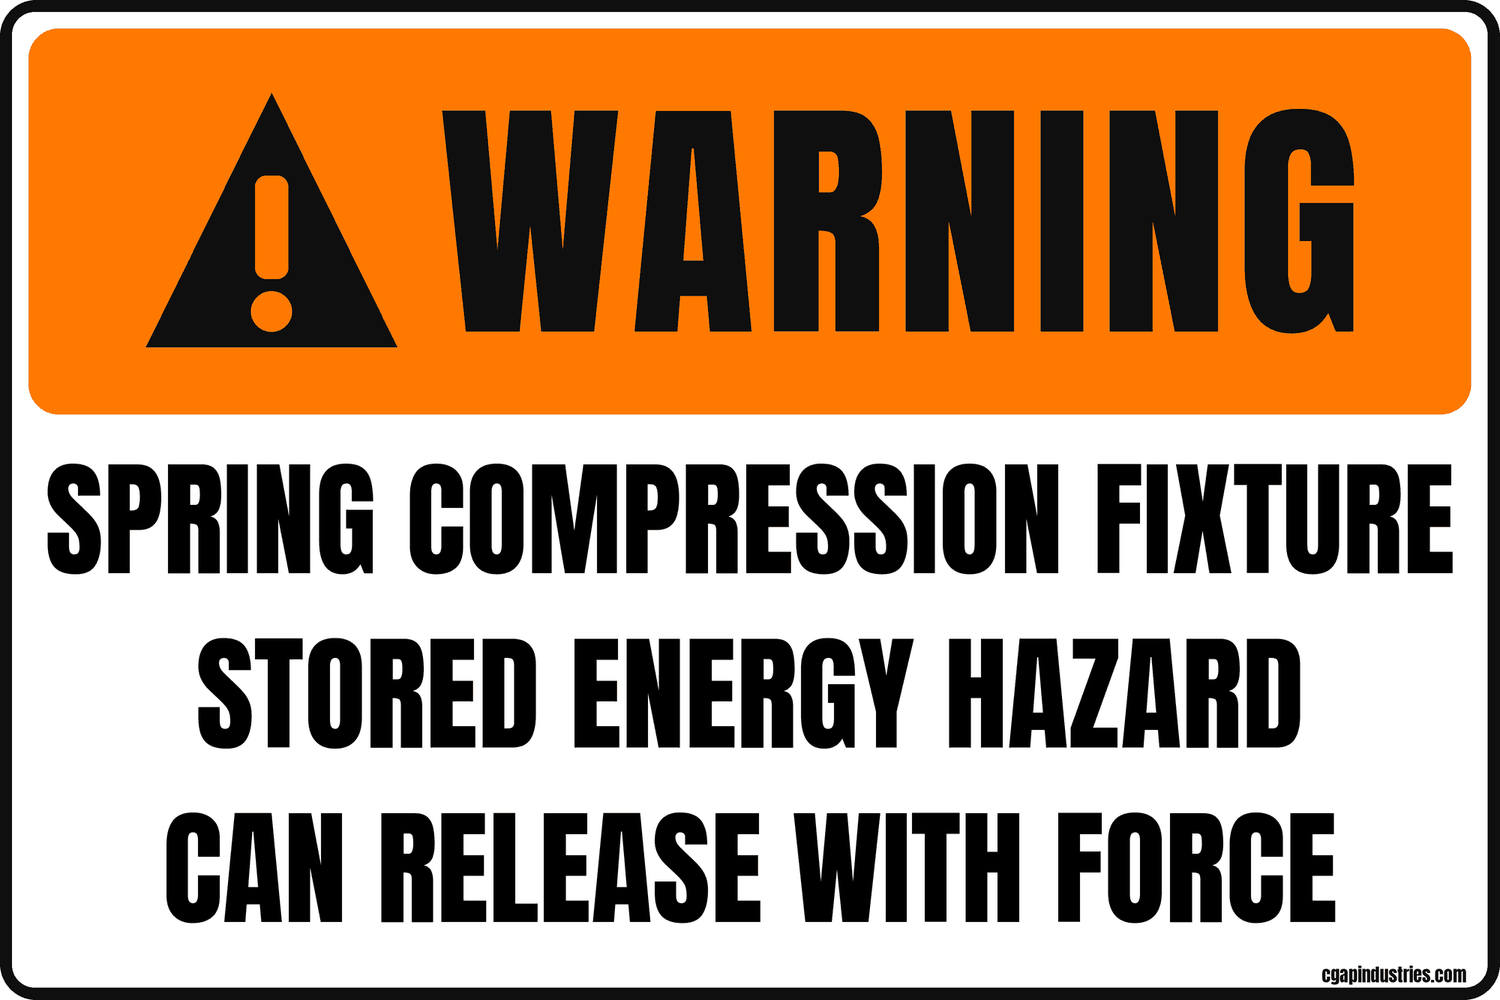 WARNING
SPRING COMPRESSION FIXTURE
STORED ENERGY HAZARD
CAN RELEASE WITH FORCE
cgapindustries.com